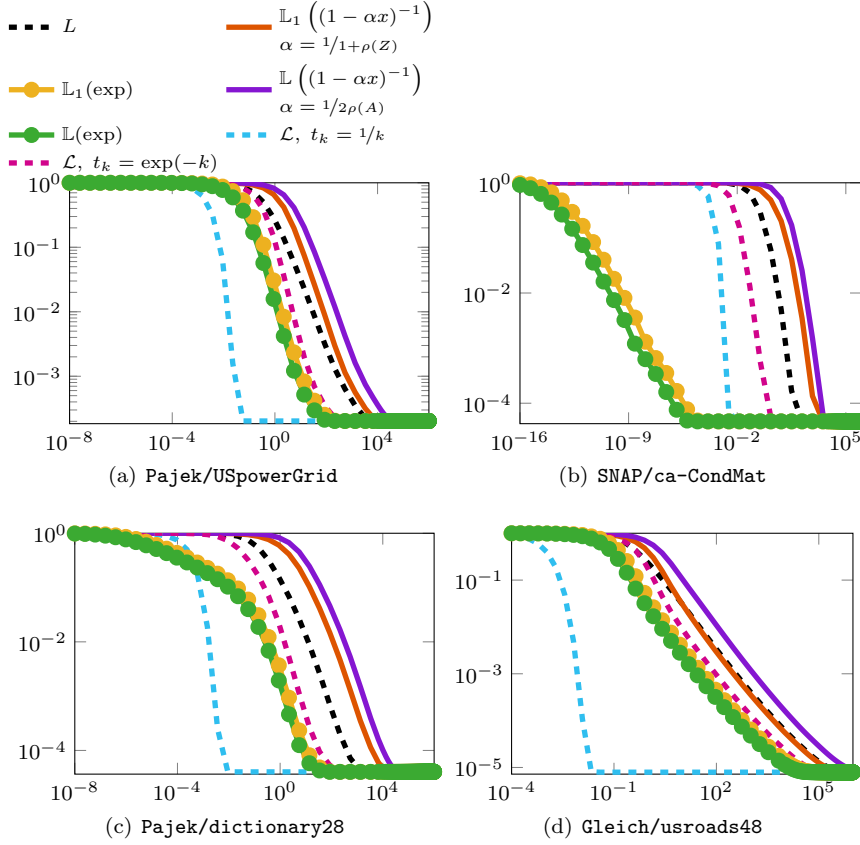 L
𝕃₁((1 − αx)⁻¹)
α = 1/1+ρ(Z)
𝕃₁(exp)
𝕃((1 − αx)⁻¹)
α = 1/2ρ(A)
𝕃(exp)
ℒ, tₖ = 1/k
ℒ, tₖ = exp(−k)
10⁰
10⁻¹
10⁻²
10⁻³
10⁻⁸ 10⁻⁴ 10⁰ 10⁴
(a) Pajek/USpowerGrid
10⁰
10⁻²
10⁻⁴
10⁻¹⁶ 10⁻⁹ 10⁻² 10⁵
(b) SNAP/ca-CondMat
10⁰
10⁻²
10⁻⁴
10⁻⁸ 10⁻⁴ 10⁰ 10⁴
(c) Pajek/dictionary28
10⁻¹
10⁻³
10⁻⁵
10⁻⁴ 10⁻¹ 10² 10⁵
(d) Gleich/usroads48